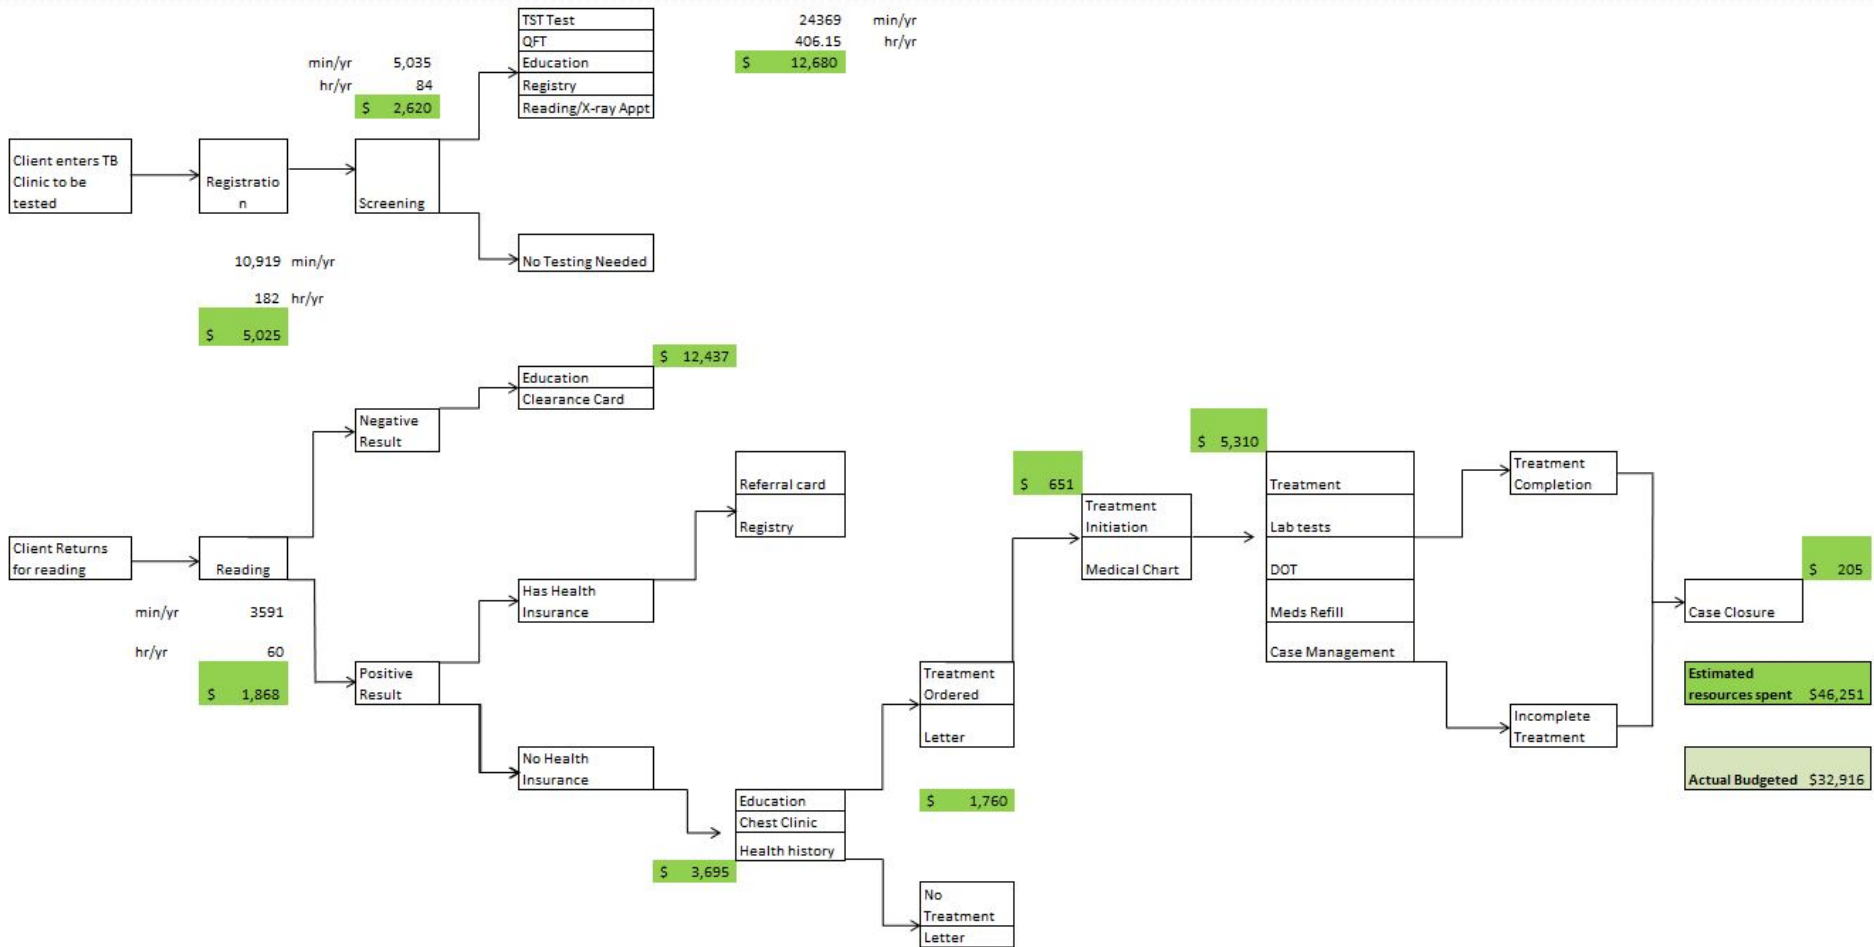 TST Test
QFT
Education
Registry
Reading/X-ray Appt
24369 min/yr
406.15 hr/yr
$ 12,680
min/yr 5,035
hr/yr 84
$ 2,620
Client enters TB
Clinic to be
tested
Registratio
n
Screening
No Testing Needed
10,919 min/yr
182 hr/yr
$ 5,025
$ 12,437
Education
Clearance Card
Negative
Result
Client Returns
for reading
Reading
min/yr 3591
hr/yr 60
$ 1,868
Positive
Result
Has Health
Insurance
Referral card
Registry
No Health
Insurance
Education
Chest Clinic
Health history
$ 3,695
Treatment
Ordered
Letter
$ 1,760
No
Treatment
Letter
$ 651
Treatment
Initiation
Medical Chart
$ 5,310
Treatment
Lab tests
DOT
Meds Refill
Case Management
Treatment
Completion
Incomplete
Treatment
$ 205
Case Closure
Estimated
resources spent $46,251
Actual Budgeted $32,916